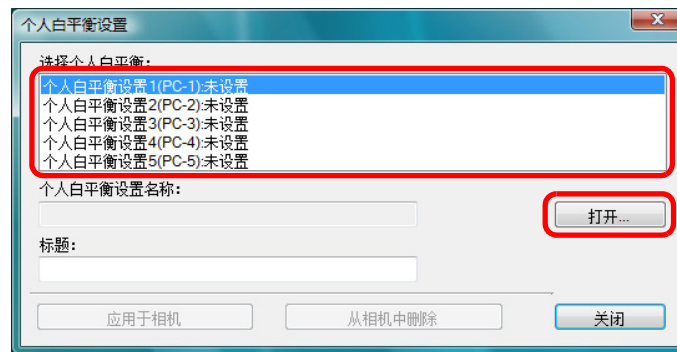 个人白平衡设置
选择个人白平衡：
个人白平衡设置1(PC-1):未设置
个人白平衡设置2(PC-2):未设置
个人白平衡设置3(PC-3):未设置
个人白平衡设置4(PC-4):未设置
个人白平衡设置5(PC-5):未设置
个人白平衡设置名称：
打开...
标题：
应用于相机 从相机中删除 关闭